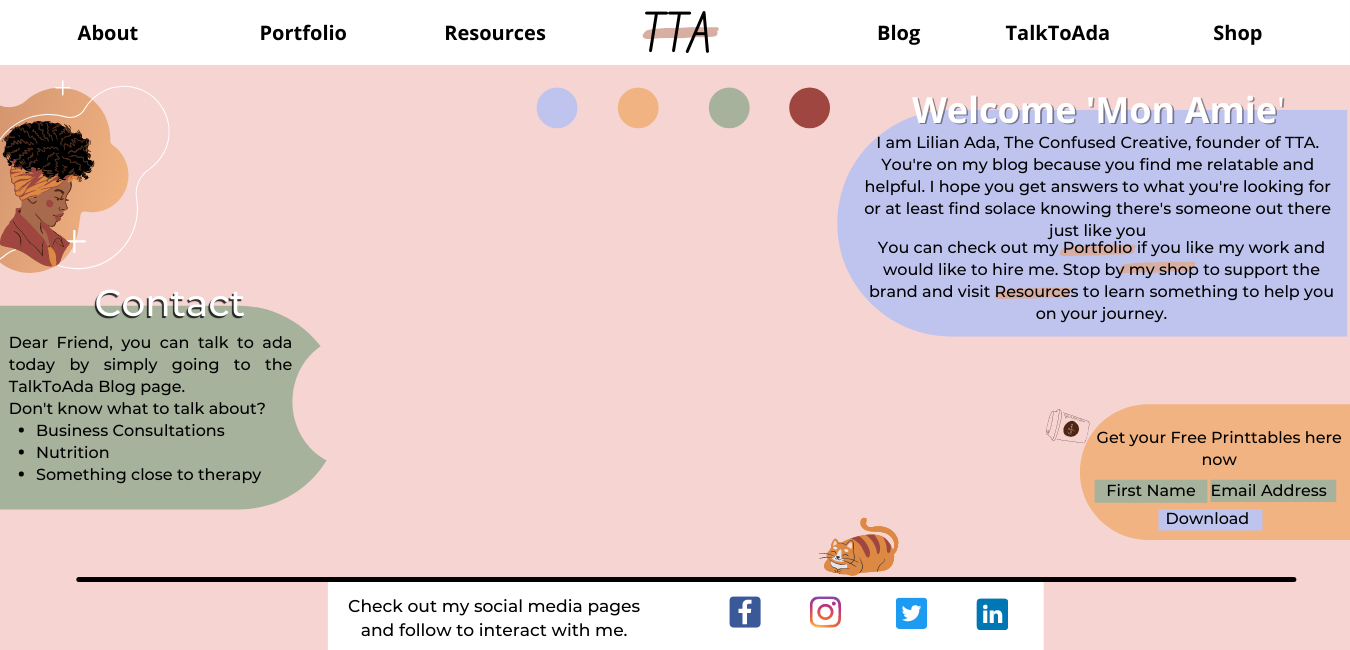 About Portfolio Resources TTA Blog TalkToAda Shop
Welcome 'Mon Amie'
I am Lilian Ada, The Confused Creative, founder of TTA.
You're on my blog because you find me relatable and
helpful. I hope you get answers to what you're looking for
or at least find solace knowing there's someone out there
just like you
You can check out my Portfolio if you like my work and
would like to hire me. Stop by my shop to support the
brand and visit Resources to learn something to help you
on your journey.
Contact
Dear Friend, you can talk to ada
today by simply going to the
TalkToAda Blog page.
Don't know what to talk about?
• Business Consultations
• Nutrition
• Something close to therapy
Get your Free Printtables here
now
First Name Email Address
Download
Check out my social media pages
and follow to interact with me.